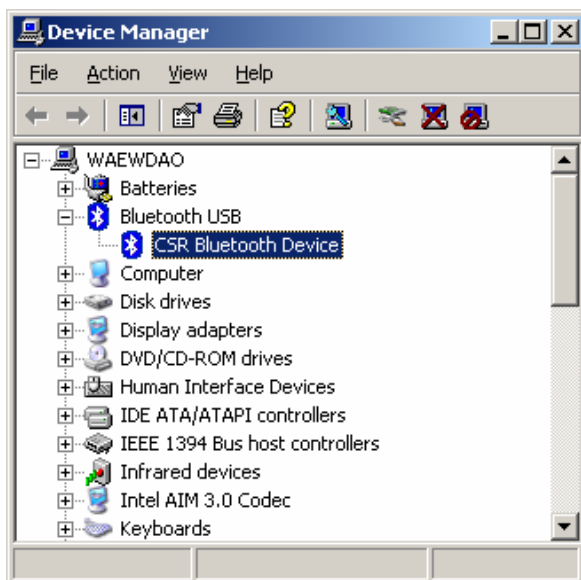 Device Manager
File Action View Help
WAEWDAO
Batteries
Bluetooth USB
CSR Bluetooth Device
Computer
Disk drives
Display adapters
DVD/CD-ROM drives
Human Interface Devices
IDE ATA/ATAPI controllers
IEEE 1394 Bus host controllers
Infrared devices
Intel AIM 3.0 Codec
Keyboards